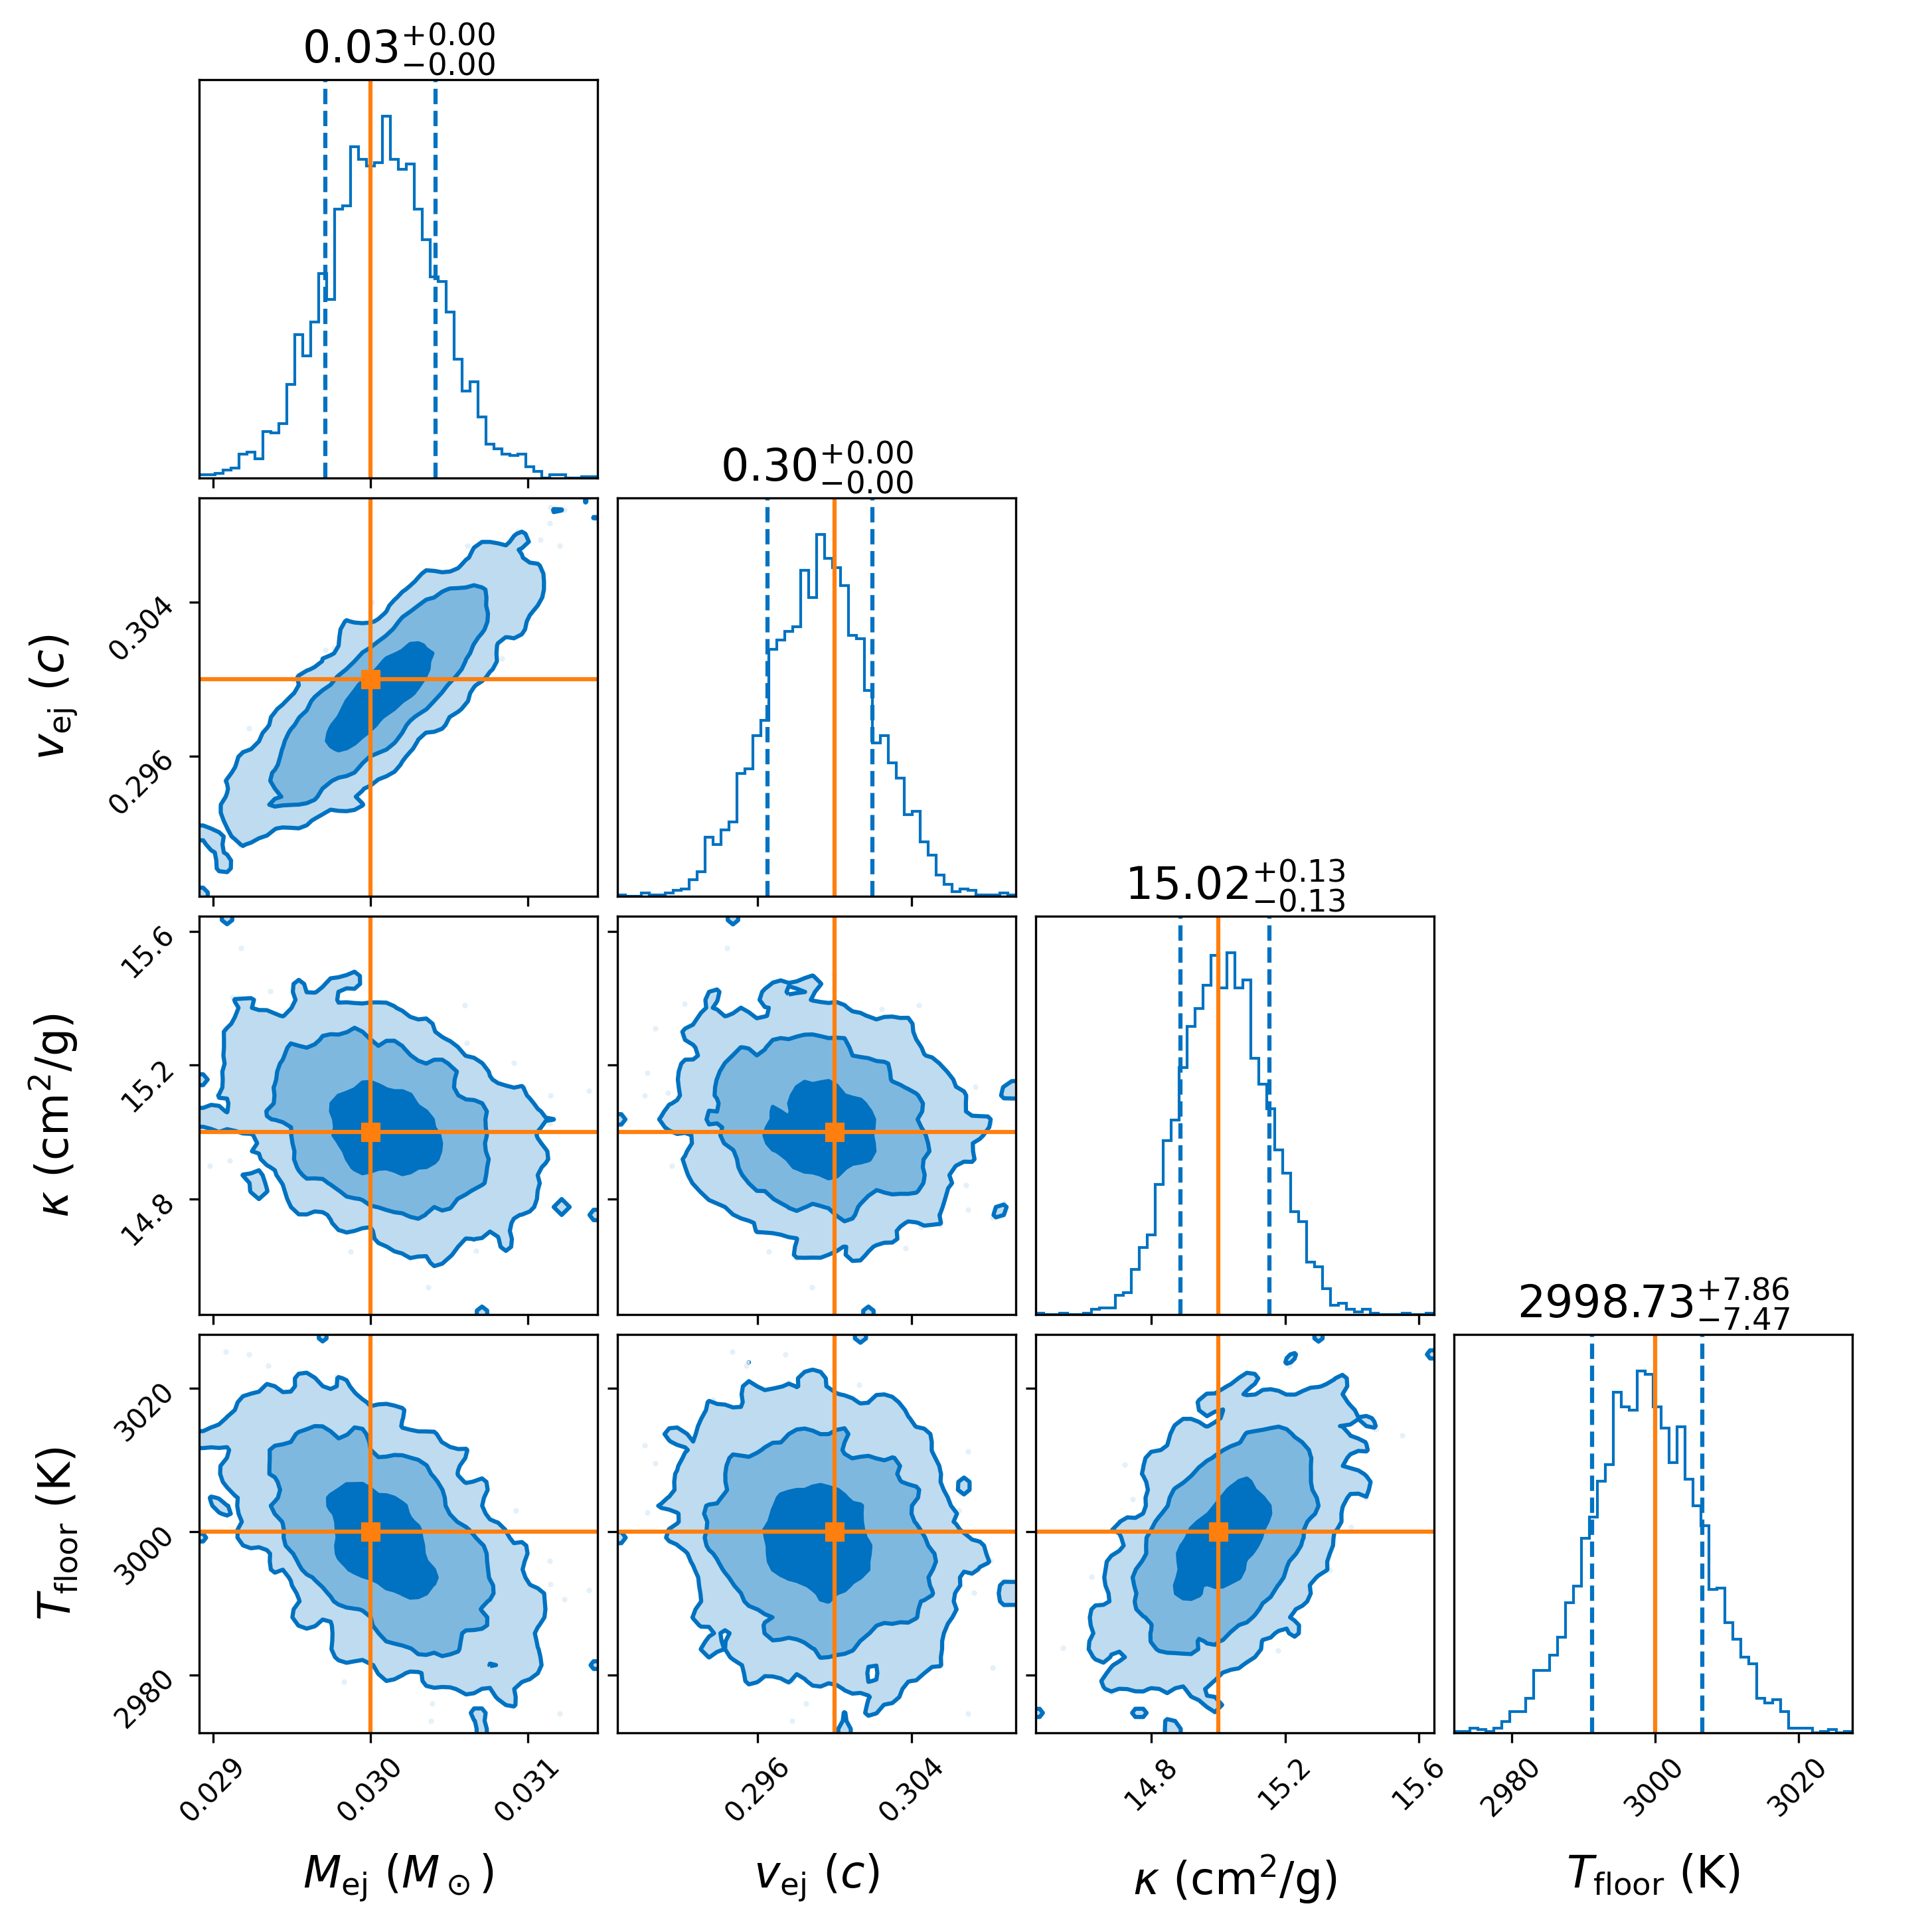 0.03+0.00−0.00
0.30+0.00−0.00
vej (c)
0.304
0.296
15.02+0.13−0.13
κ (cm2/g)
15.6
15.2
14.8
2998.73+7.86−7.47
Tfloor (K)
3020
3000
2980
0.029 0.030 0.031 0.296 0.304 14.8 15.2 15.6 2980 3000 3020
Mej (M⊙) vej (c) κ (cm2/g) Tfloor (K)